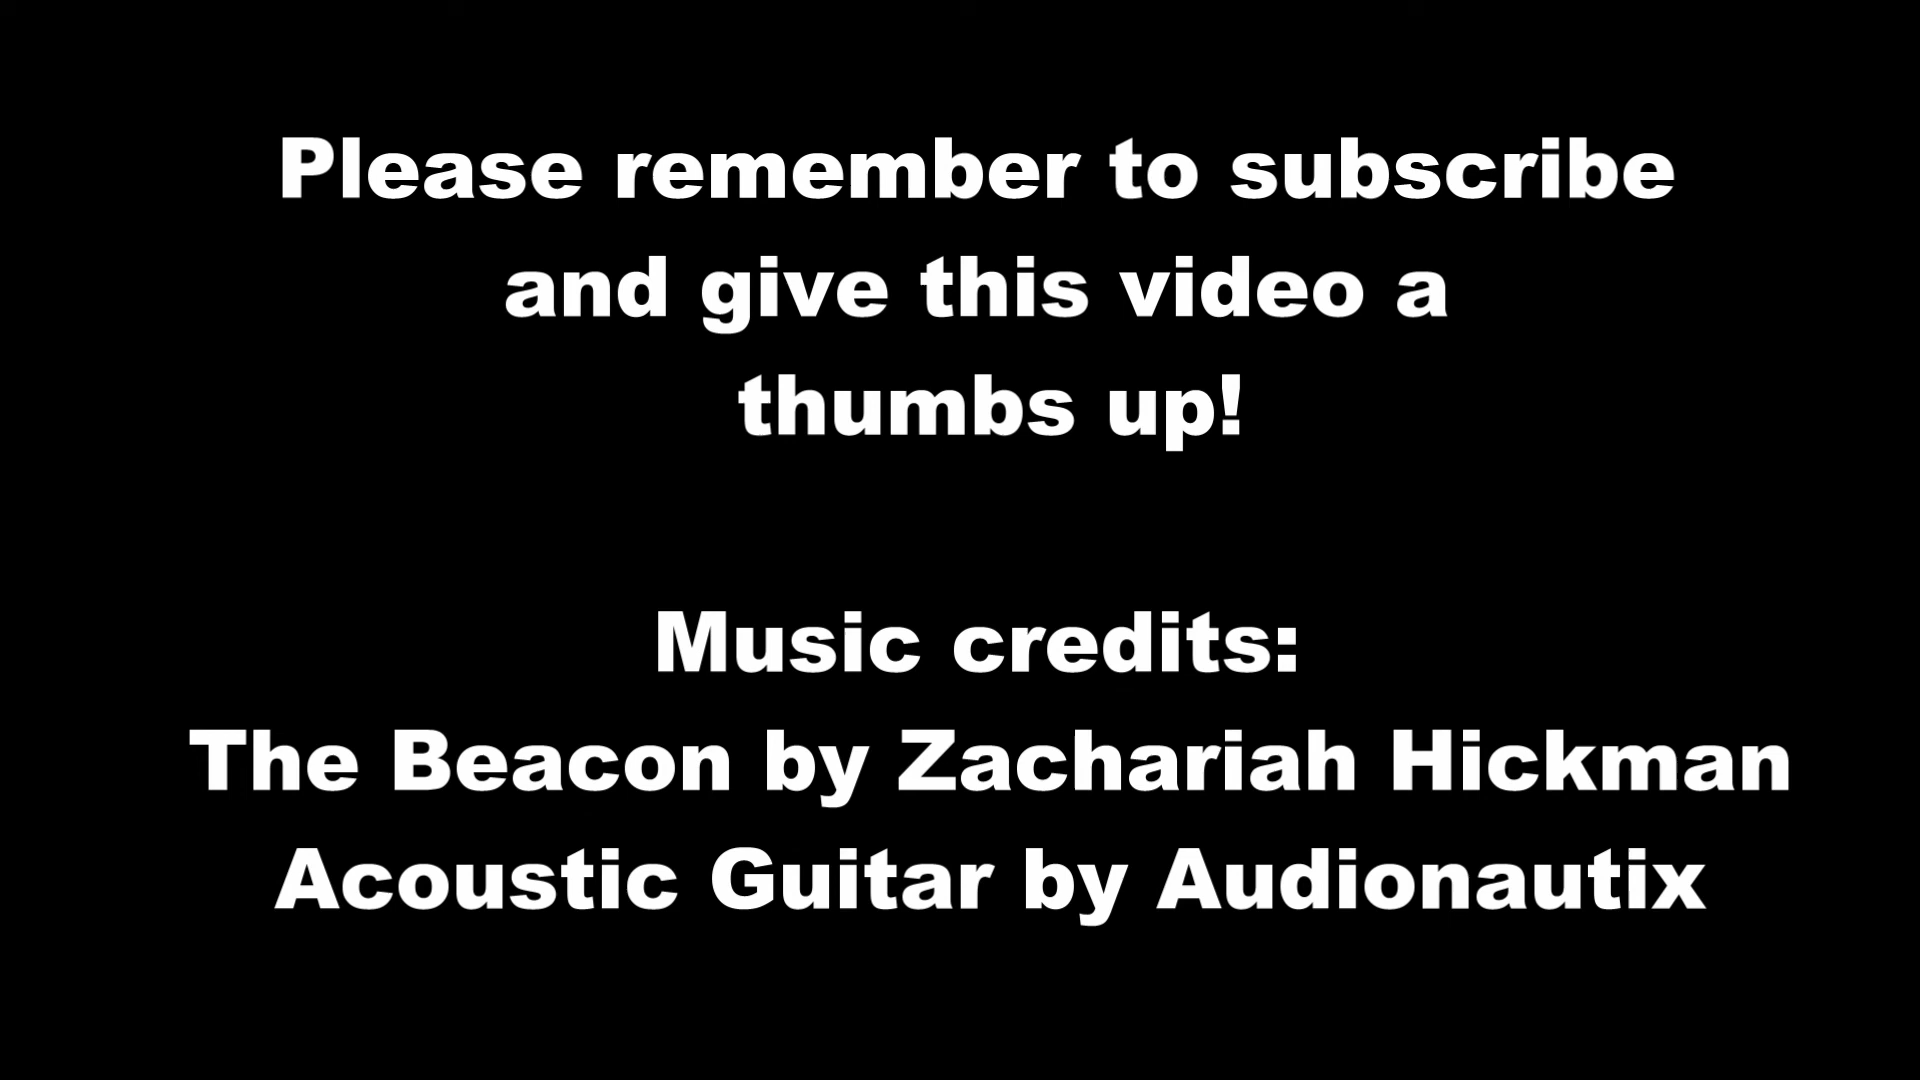 Please remember to subscribe
and give this video a
thumbs up!
Music credits:
The Beacon by Zachariah Hickman
Acoustic Guitar by Audionautix